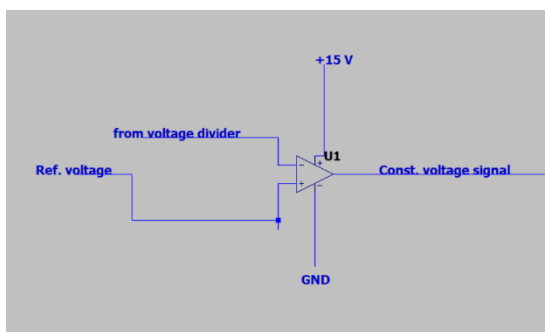 +15 V
from voltage divider
U1
Ref. voltage
Const. voltage signal
GND